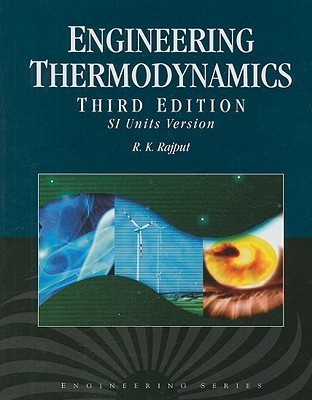 ENGINEERING
THERMODYNAMICS
THIRD EDITION
SI Units Version
R. K. Rajput
ENGINEERING SERIES